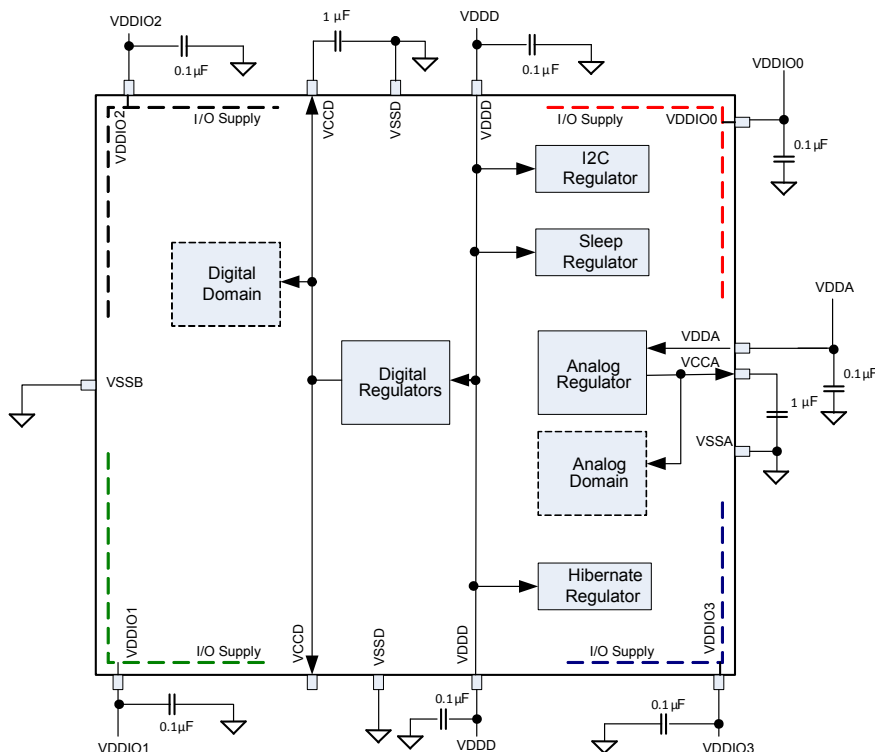 VDDIO2
0.1µF
1 µF
VDDD
0.1µF
VDDIO0
0.1µF
VDDIO2
I/O Supply
VCCD
VSSD
VDDD
I/O Supply
VDDIO0
I2C
Regulator
Sleep
Regulator
Digital
Domain
VDDA
VDDA
Analog
Regulator
VCCA
0.1µF
1 µF
Digital
Regulators
VSSB
VSSA
Analog
Domain
Hibernate
Regulator
VDDIO1
I/O Supply
VCCD
VSSD
VDDD
I/O Supply
VDDIO3
0.1µF
VDDIO1
0.1µF
VDDD
0.1µF
VDDIO3